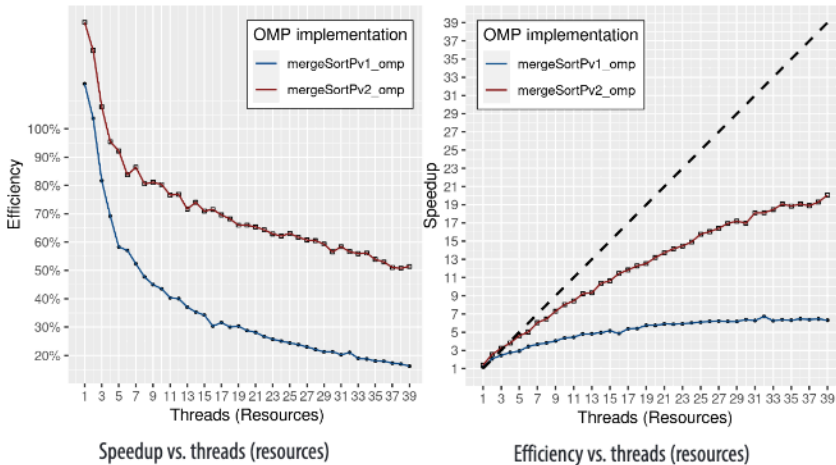 OMP implementation
mergeSortPv1_omp
mergeSortPv2_omp
100%
90%
80%
70%
60%
50%
40%
30%
20%
Efficiency
1 3 5 7 9 11 13 15 17 19 21 23 25 27 29 31 33 35 37 39
Threads (Resources)
Speedup vs. threads (resources)
OMP implementation
mergeSortPv1_omp
mergeSortPv2_omp
39
37
35
33
31
29
27
25
23
21
19
17
15
13
11
9
7
5
3
1
Speedup
1 3 5 7 9 11 13 15 17 19 21 23 25 27 29 31 33 35 37 39
Threads (Resources)
Efficiency vs. threads (resources)